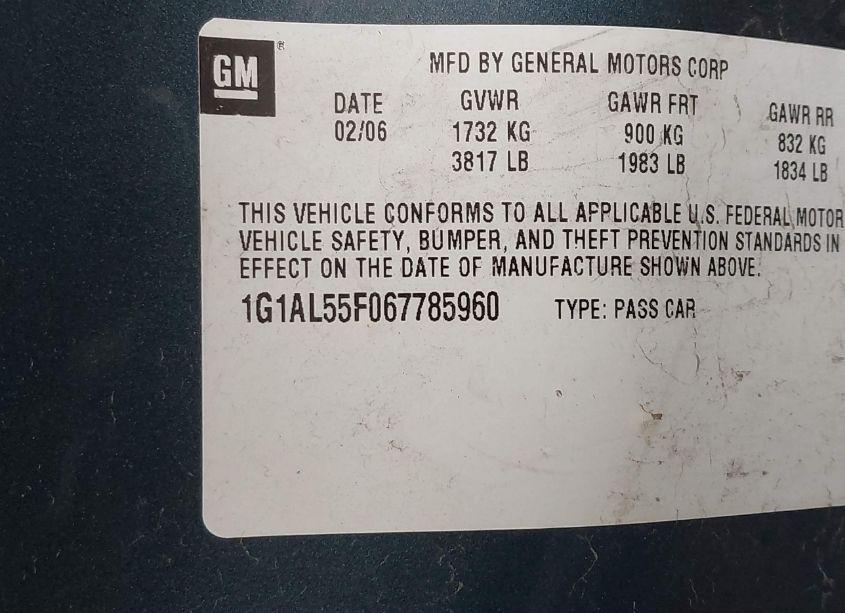 GM®
MFD BY GENERAL MOTORS CORP
DATE GVWR GAWR FRT GAWR RR
02/06 1732 KG 900 KG 832 KG
3817 LB 1983 LB 1834 LB
THIS VEHICLE CONFORMS TO ALL APPLICABLE U.S. FEDERAL MOTOR
VEHICLE SAFETY, BUMPER, AND THEFT PREVENTION STANDARDS IN
EFFECT ON THE DATE OF MANUFACTURE SHOWN ABOVE.
1G1AL55F067785960 TYPE: PASS CAR